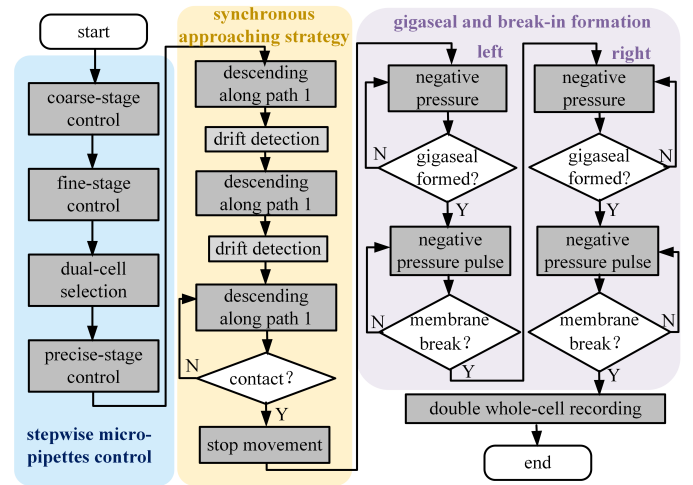 start
coarse-stage
control
fine-stage
control
dual-cell
selection
precise-stage
control
stepwise micro-
pipettes control
synchronous
approaching strategy
descending
along path 1
drift detection
descending
along path 1
drift detection
descending
along path 1
N
contact?
Y
stop movement
gigaseal and break-in formation
left
negative
pressure
N
gigaseal
formed?
Y
negative
pressure pulse
N
membrane
break?
Y
right
negative
pressure
N
gigaseal
formed?
Y
negative
pressure pulse
N
membrane
break?
Y
double whole-cell recording
end